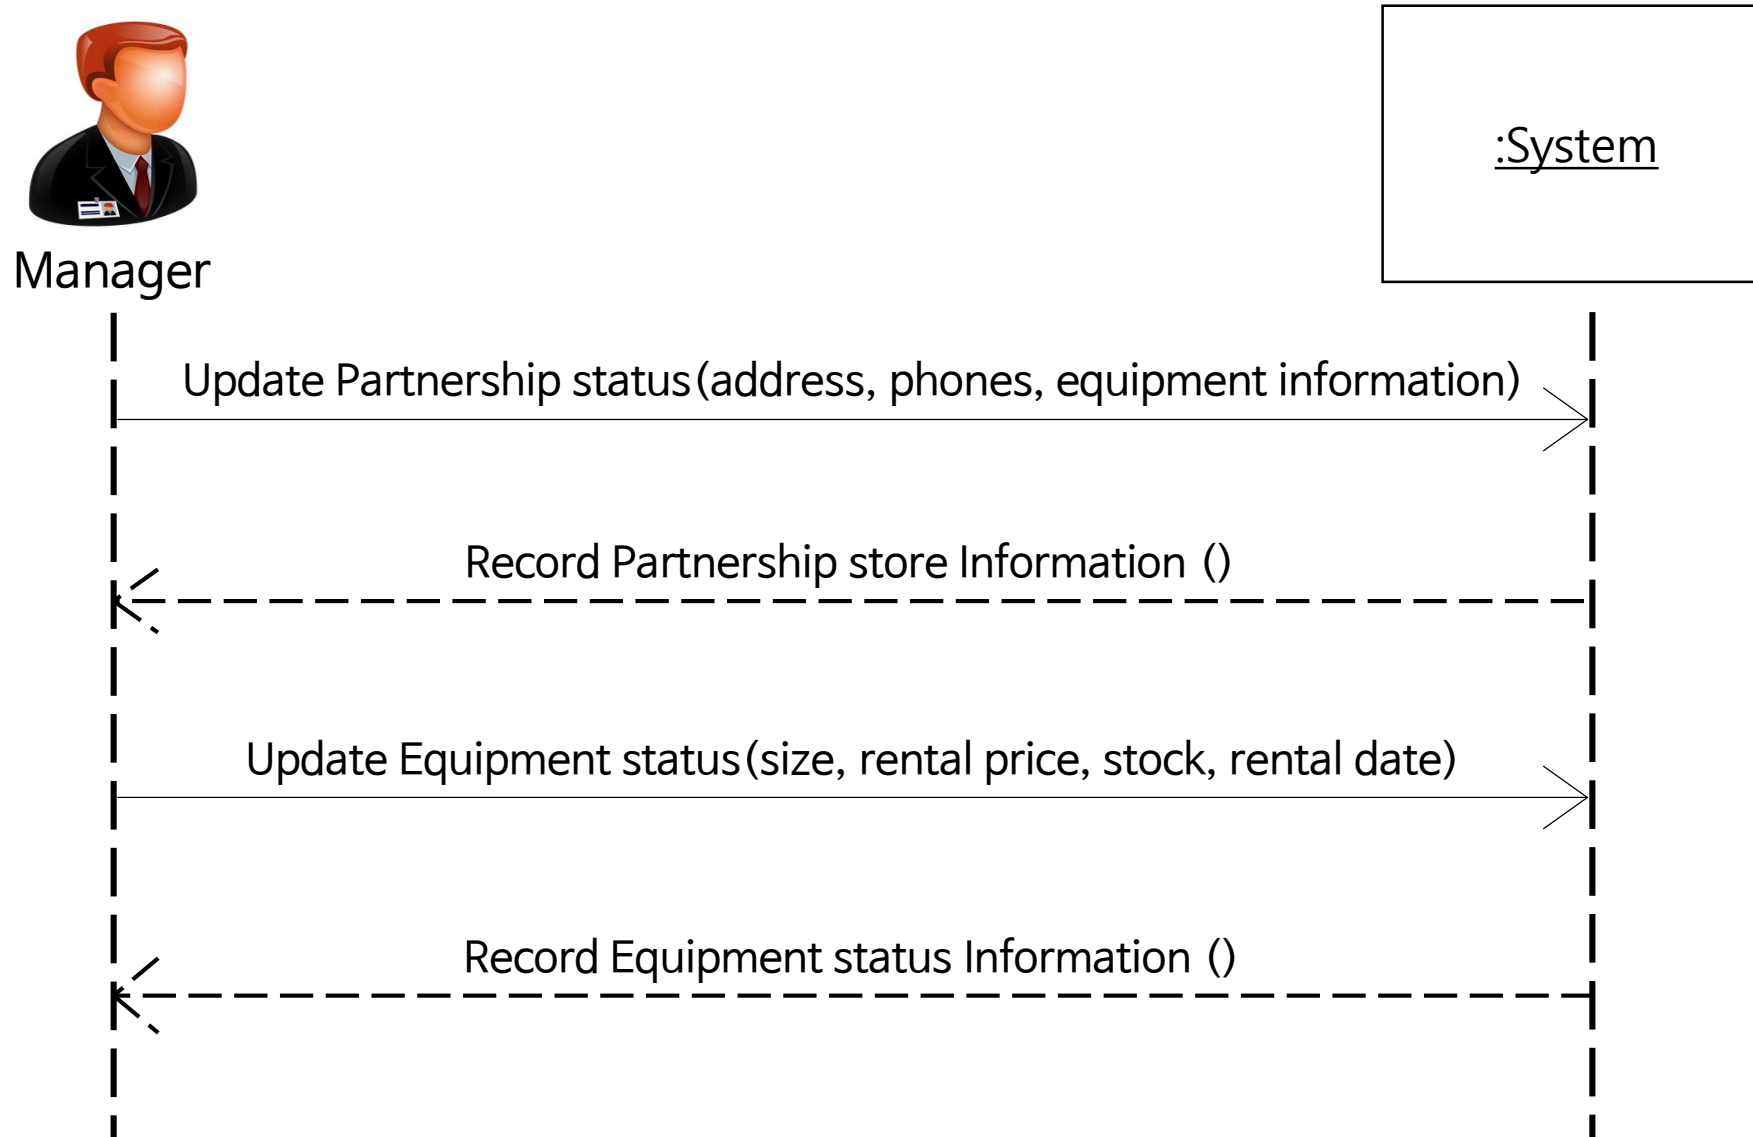 :System
Manager
Update Partnership status(address, phones, equipment information)
Record Partnership store Information ()
Update Equipment status(size, rental price, stock, rental date)
Record Equipment status Information ()